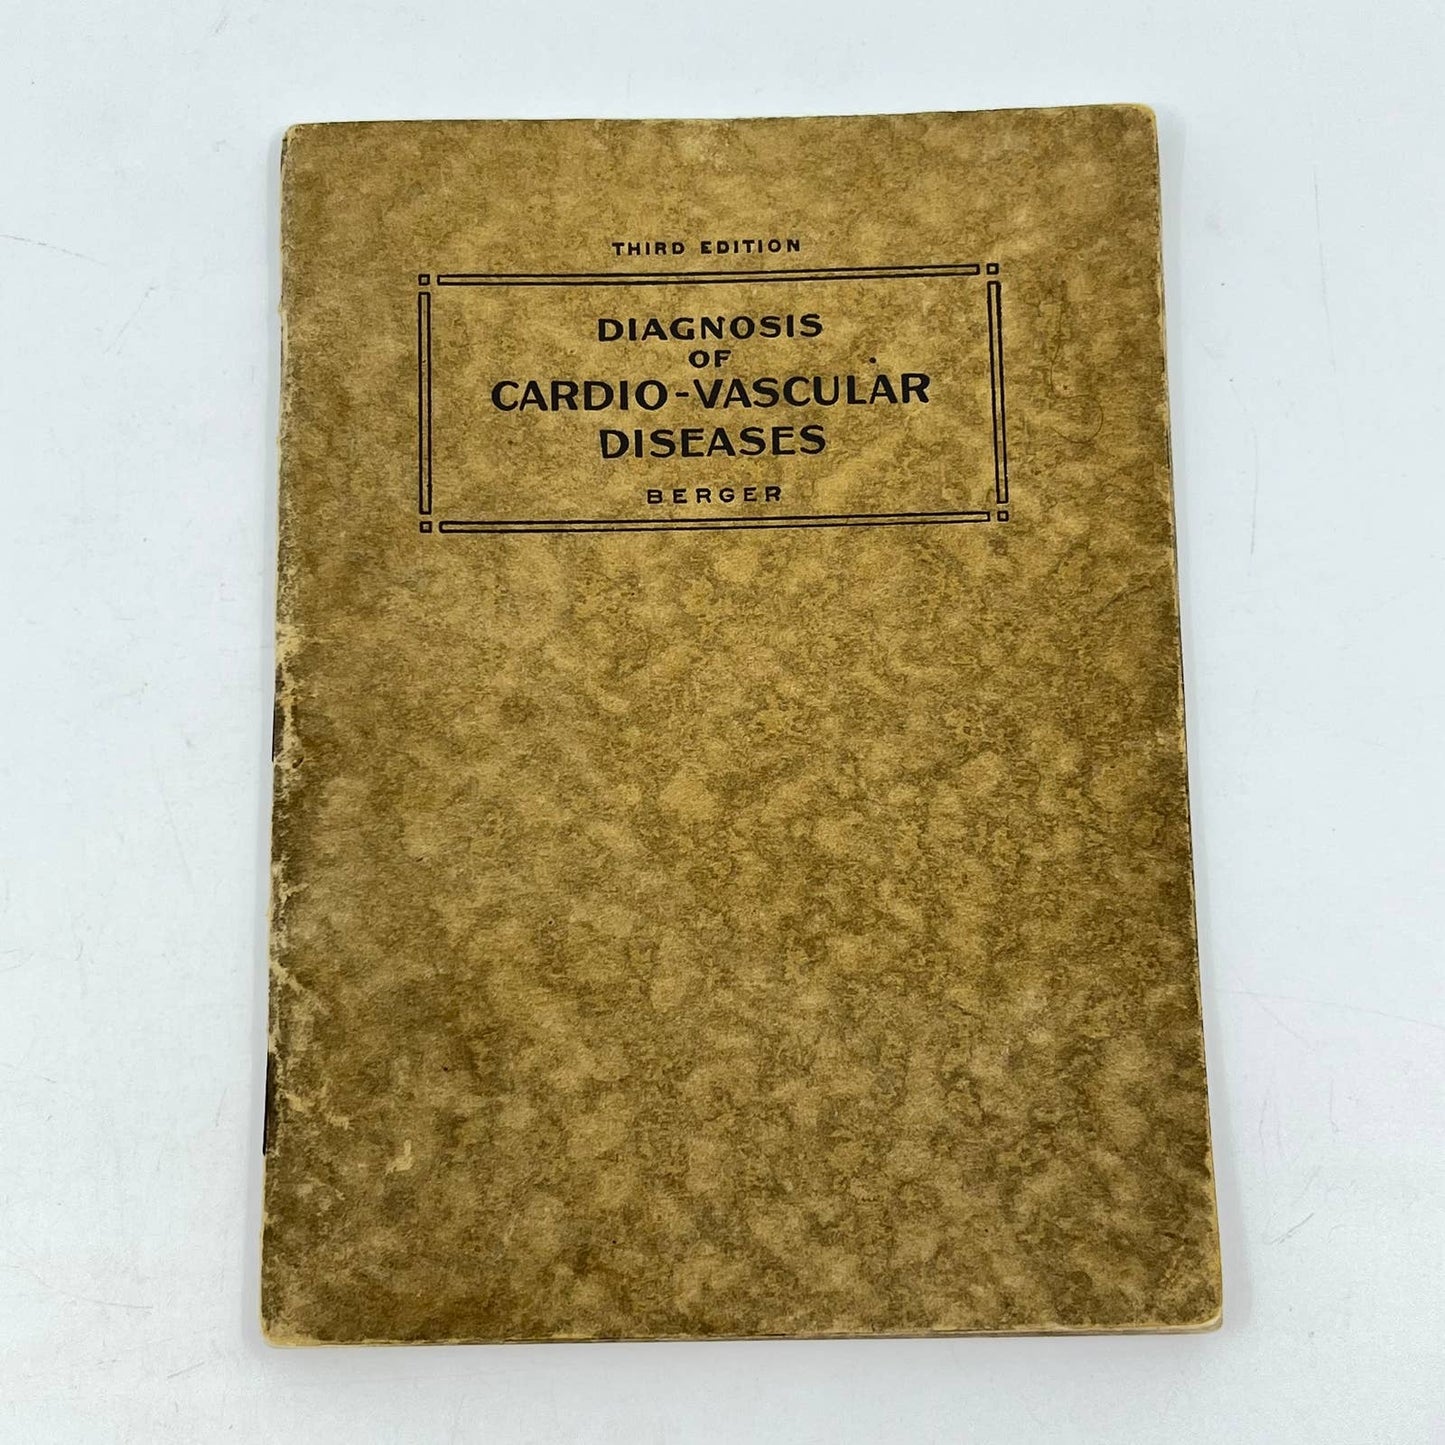 THIRD EDITION
DIAGNOSIS
OF
CARDIO-VASCULAR
DISEASES
BERGER